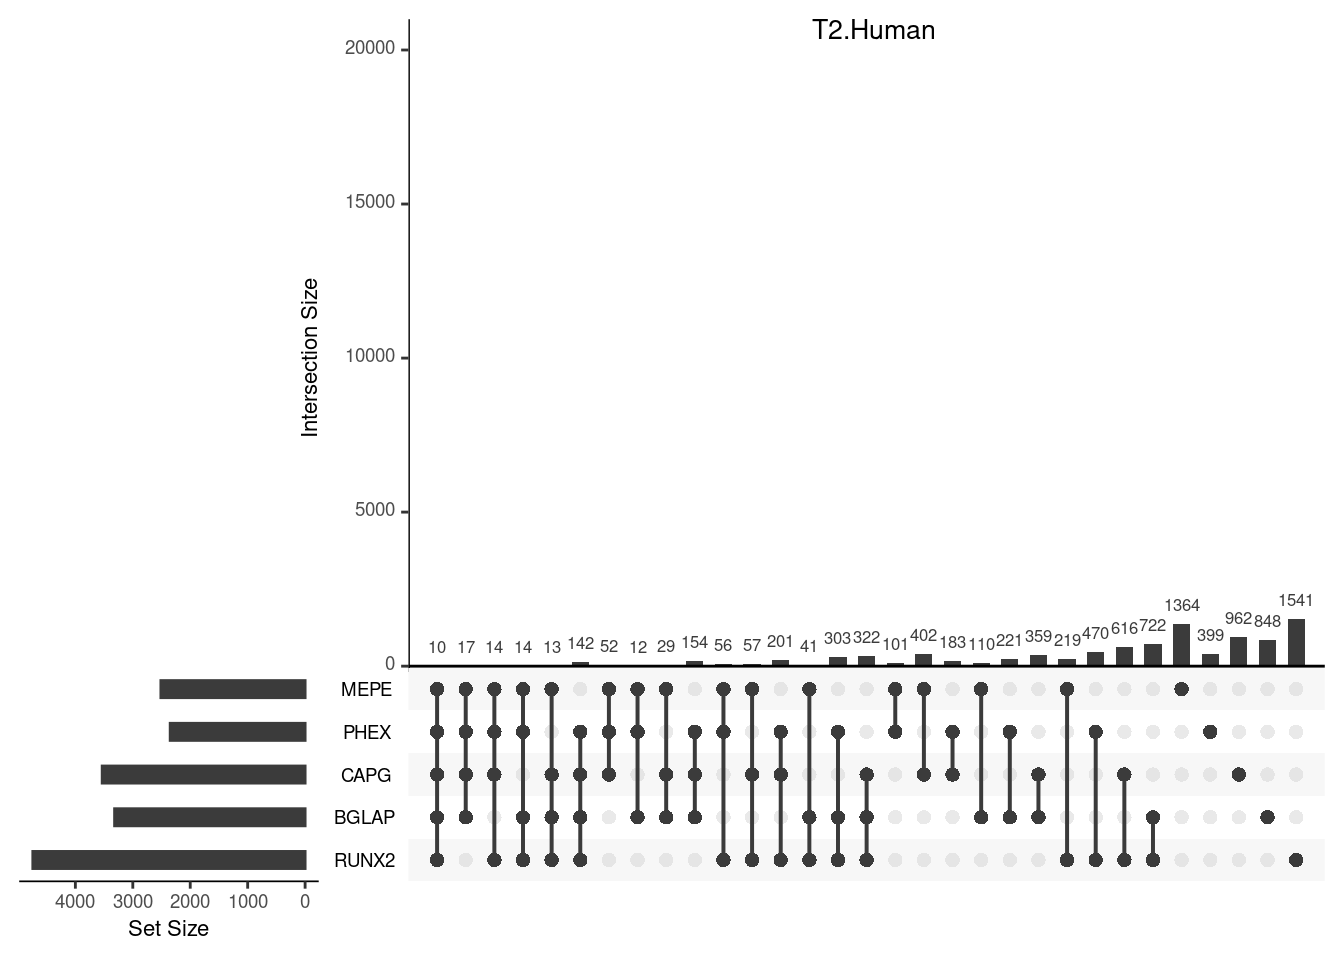 T2.Human
20000
15000
10000
5000
0
Intersection Size
10 17 14 14 13 142 52 12 29 154 56 57 201 41 303 322 101 402 183 110 221 359 219 470 616 722 1364 399 962 848 1541
MEPE
PHEX
CAPG
BGLAP
RUNX2
4000 3000 2000 1000 0
Set Size